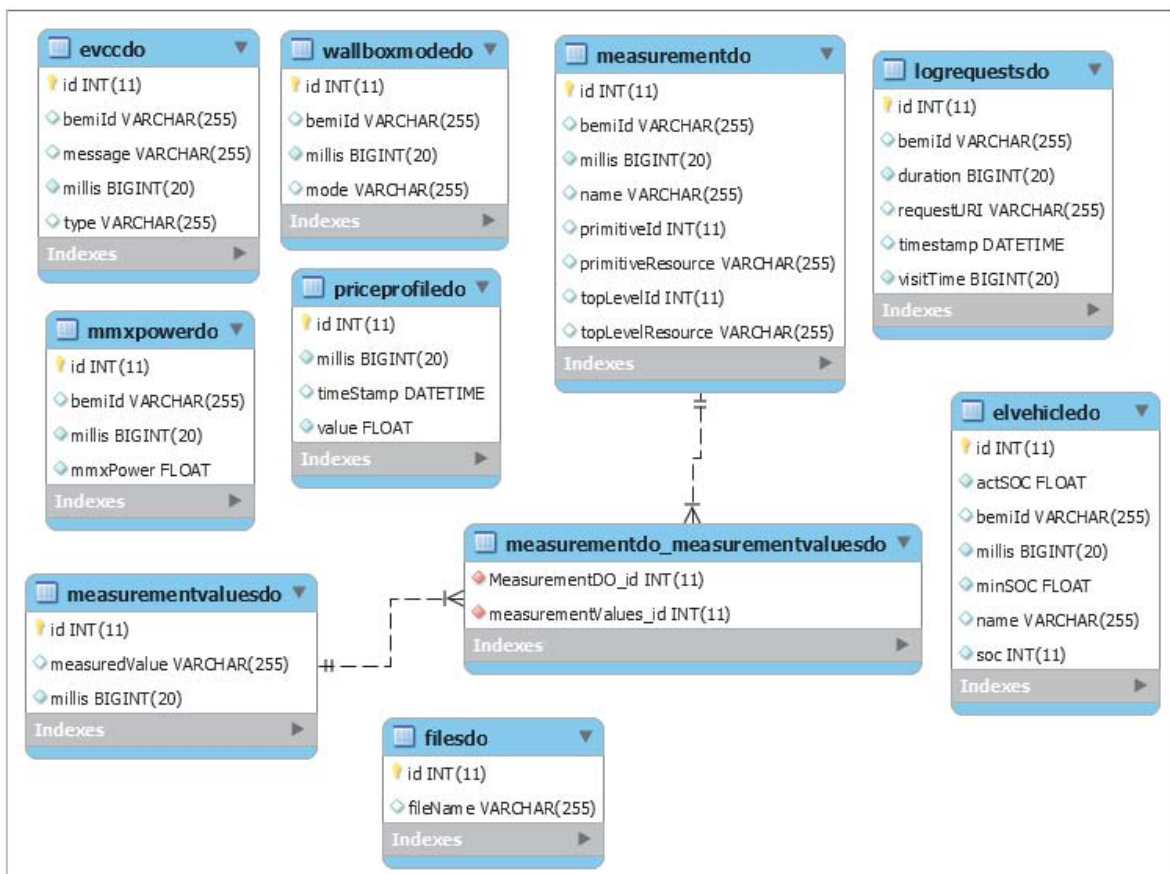 evccdo
id INT(11)
bemiId VARCHAR(255)
message VARCHAR(255)
millis BIGINT(20)
type VARCHAR(255)
Indexes
wallboxmodedo
id INT(11)
bemiId VARCHAR(255)
millis BIGINT(20)
mode VARCHAR(255)
Indexes
measurementdo
id INT(11)
bemiId VARCHAR(255)
millis BIGINT(20)
name VARCHAR(255)
primitiveId INT(11)
primitiveResource VARCHAR(255)
topLevelId INT(11)
topLevelResource VARCHAR(255)
Indexes
logrequestsdo
id INT(11)
bemiId VARCHAR(255)
duration BIGINT(20)
requestURI VARCHAR(255)
timestamp DATETIME
visitTime BIGINT(20)
Indexes
mmxpowerdo
id INT(11)
bemiId VARCHAR(255)
millis BIGINT(20)
mmxPower FLOAT
Indexes
priceprofiledo
id INT(11)
millis BIGINT(20)
timeStamp DATETIME
value FLOAT
Indexes
elvehicledo
id INT(11)
actSOC FLOAT
bemiId VARCHAR(255)
millis BIGINT(20)
minSOC FLOAT
name VARCHAR(255)
soc INT(11)
Indexes
measurementdo_measurementvaluesdo
MeasurementDO_id INT(11)
measurementValues_id INT(11)
Indexes
measurementvaluesdo
id INT(11)
measuredValue VARCHAR(255)
millis BIGINT(20)
Indexes
filesdo
id INT(11)
fileName VARCHAR(255)
Indexes